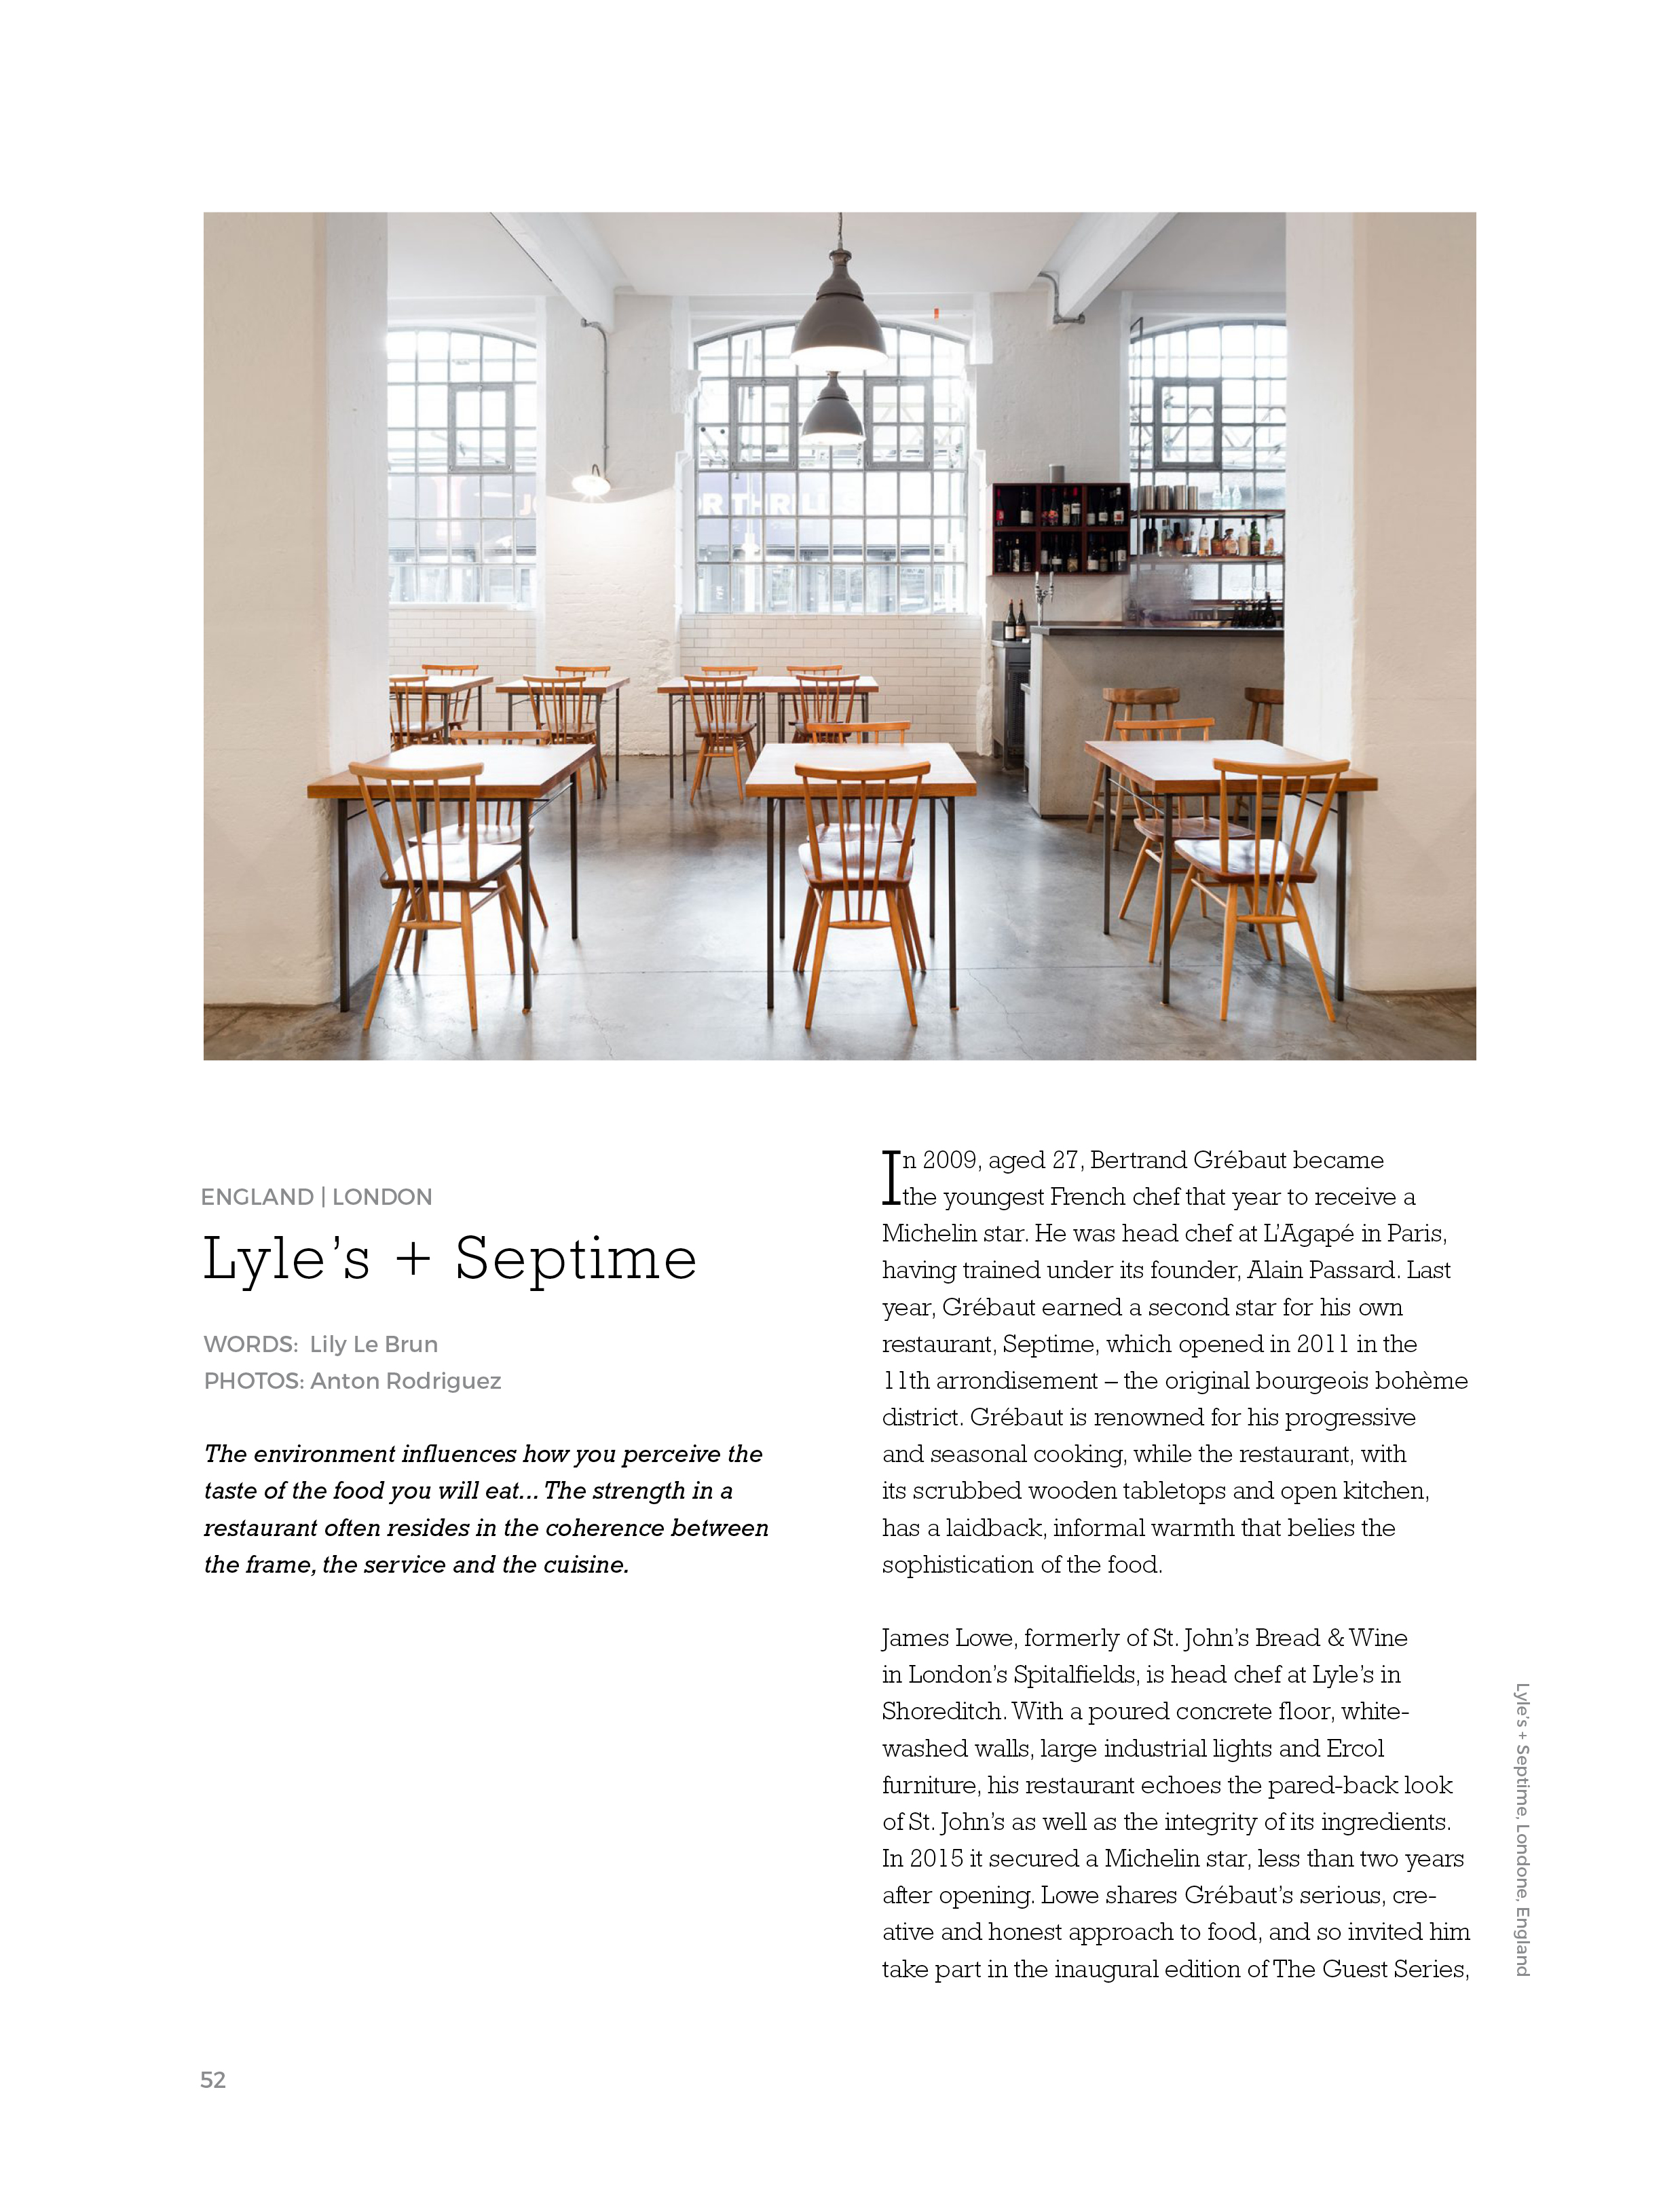 OR THRILL
ENGLAND | LONDON
Lyle's + Septime
WORDS: Lily Le Brun
PHOTOS: Anton Rodriguez
The environment influences how you perceive the
taste of the food you will eat... The strength in a
restaurant often resides in the coherence between
the frame, the service and the cuisine.
In 2009, aged 27, Bertrand Grébaut became
the youngest French chef that year to receive a
Michelin star. He was head chef at L'Agapé in Paris,
having trained under its founder, Alain Passard. Last
year, Grébaut earned a second star for his own
restaurant, Septime, which opened in 2011 in the
11th arrondisement – the original bourgeois bohème
district. Grébaut is renowned for his progressive
and seasonal cooking, while the restaurant, with
its scrubbed wooden tabletops and open kitchen,
has a laidback, informal warmth that belies the
sophistication of the food.
James Lowe, formerly of St. John's Bread & Wine
in London's Spitalfields, is head chef at Lyle's in
Shoreditch. With a poured concrete floor, white-
washed walls, large industrial lights and Ercol
furniture, his restaurant echoes the pared-back look
of St. John's as well as the integrity of its ingredients.
In 2015 it secured a Michelin star, less than two years
after opening. Lowe shares Grébaut's serious, cre-
ative and honest approach to food, and so invited him
take part in the inaugural edition of The Guest Series,
Lyle's + Septime, Londone, England
52